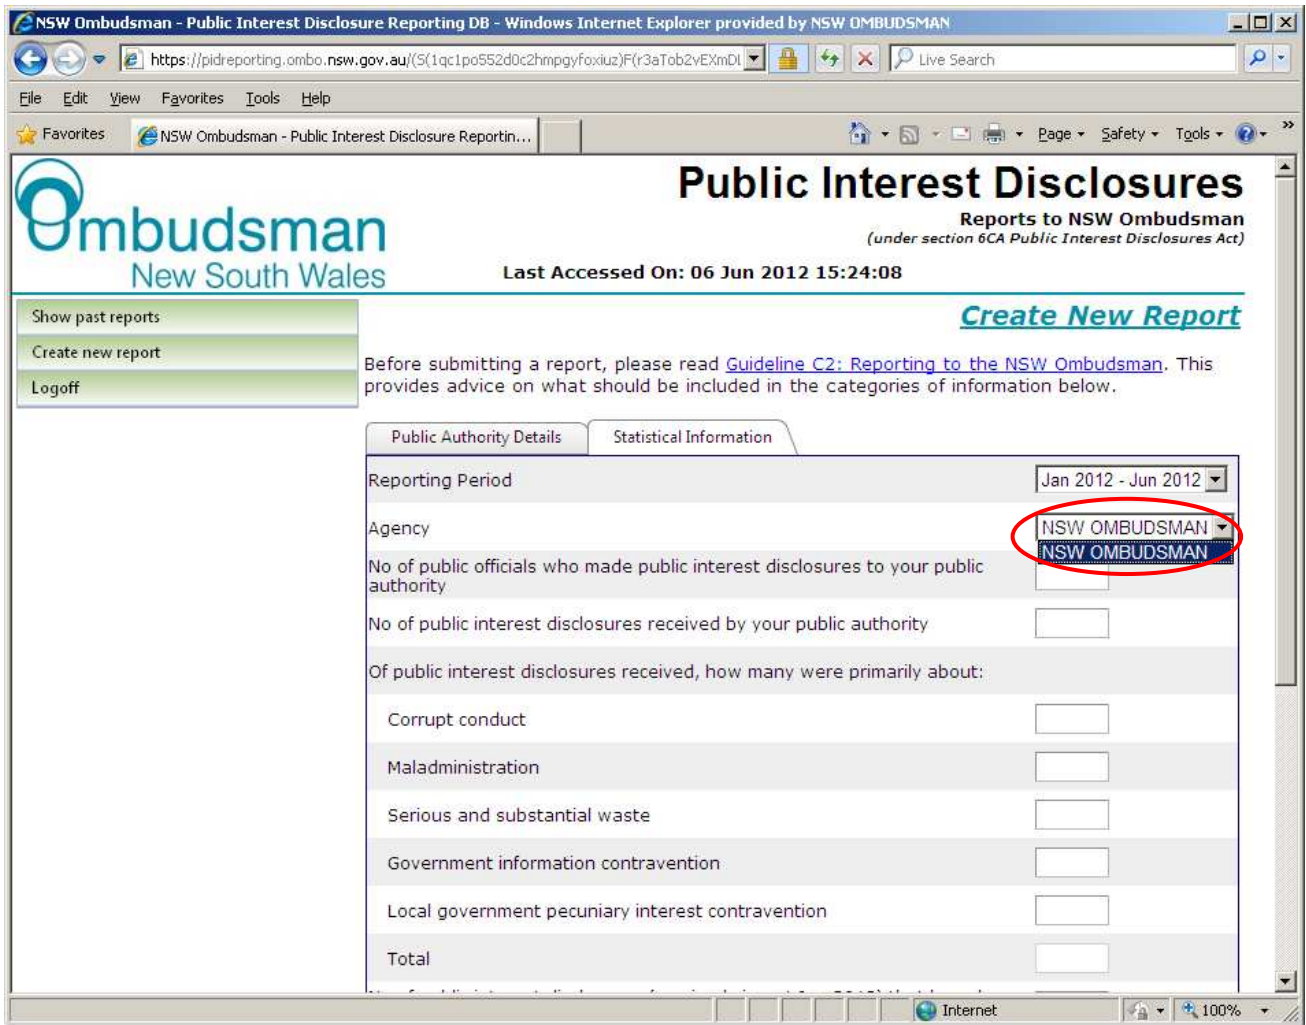 NSW Ombudsman - Public Interest Disclosure Reporting DB - Windows Internet Explorer provided by NSW OMBUDSMAN
https://pidreporting.ombo.nsw.gov.au/(S(1qc1po552d0c2hmpgyfoxiuz)F(r3aTob2vEXmDl
Live Search
File Edit View Favorites Tools Help
Favorites
NSW Ombudsman - Public Interest Disclosure Reportin...
Page Safety Tools
Ombudsman
New South Wales
Public Interest Disclosures
Reports to NSW Ombudsman
(under section 6CA Public Interest Disclosures Act)
Last Accessed On: 06 Jun 2012 15:24:08
Show past reports
Create new report
Logoff
Create New Report
Before submitting a report, please read Guideline C2: Reporting to the NSW Ombudsman. This
provides advice on what should be included in the categories of information below.
Public Authority Details
Statistical Information
Reporting Period
Jan 2012 - Jun 2012
Agency
NSW OMBUDSMAN
NSW OMBUDSMAN
No of public officials who made public interest disclosures to your public
authority
No of public interest disclosures received by your public authority
Of public interest disclosures received, how many were primarily about:
Corrupt conduct
Maladministration
Serious and substantial waste
Government information contravention
Local government pecuniary interest contravention
Total
Internet
100%